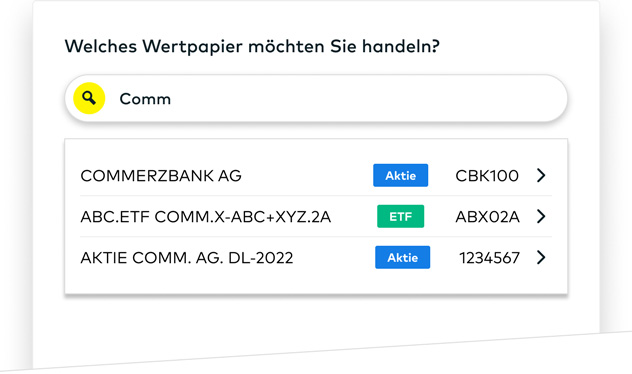 Welches Wertpapier möchten Sie handeln?
Comm
COMMERZBANK AG Aktie CBK100
ABC.ETF COMM.X-ABC+XYZ.2A ETF ABX02A
AKTIE COMM. AG. DL-2022 Aktie 1234567